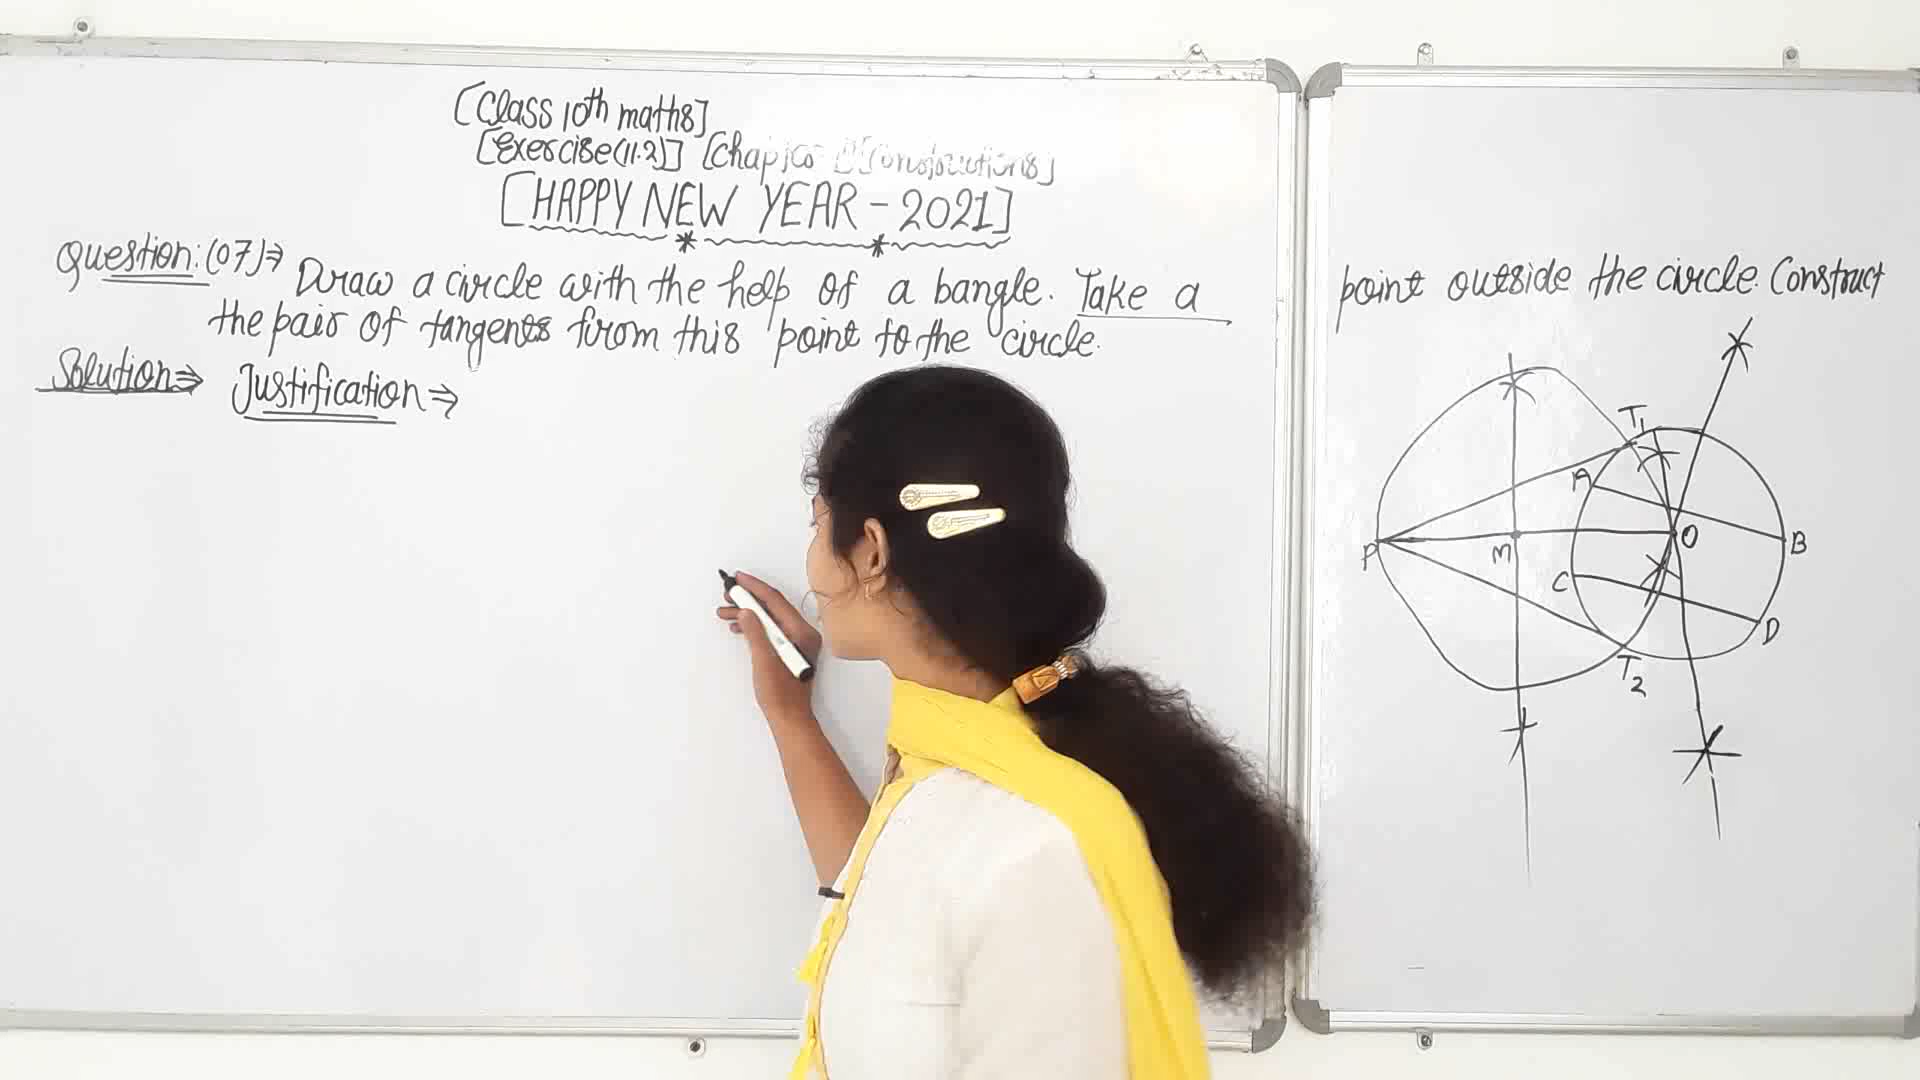 [Class 10th maths]
[Exercise(11.2)] [Chapter 11 [Constructions]
[HAPPY NEW YEAR - 2021]
Question:(07)⇒ Draw a circle with the help of a bangle. Take a point outside the circle. Construct
the pair of tangents from this point to the circle.
Solution⇒ Justification⇒
T1
A
P M O B
C
D
T2